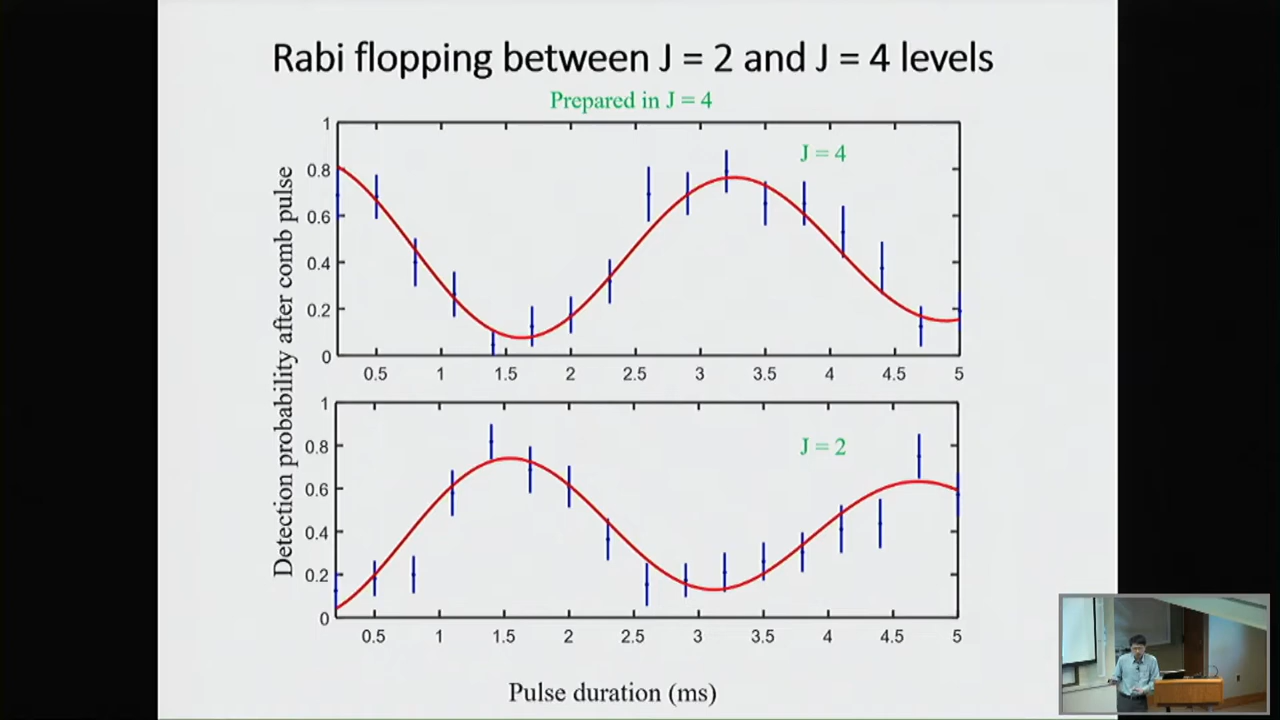 Rabi flopping between J = 2 and J = 4 levels
Prepared in J = 4
Detection probability after comb pulse
1
0.8
0.6
0.4
0.2
0
J = 4
0.5 1 1.5 2 2.5 3 3.5 4 4.5 5
1
0.8
0.6
0.4
0.2
0
J = 2
0.5 1 1.5 2 2.5 3 3.5 4 4.5 5
Pulse duration (ms)